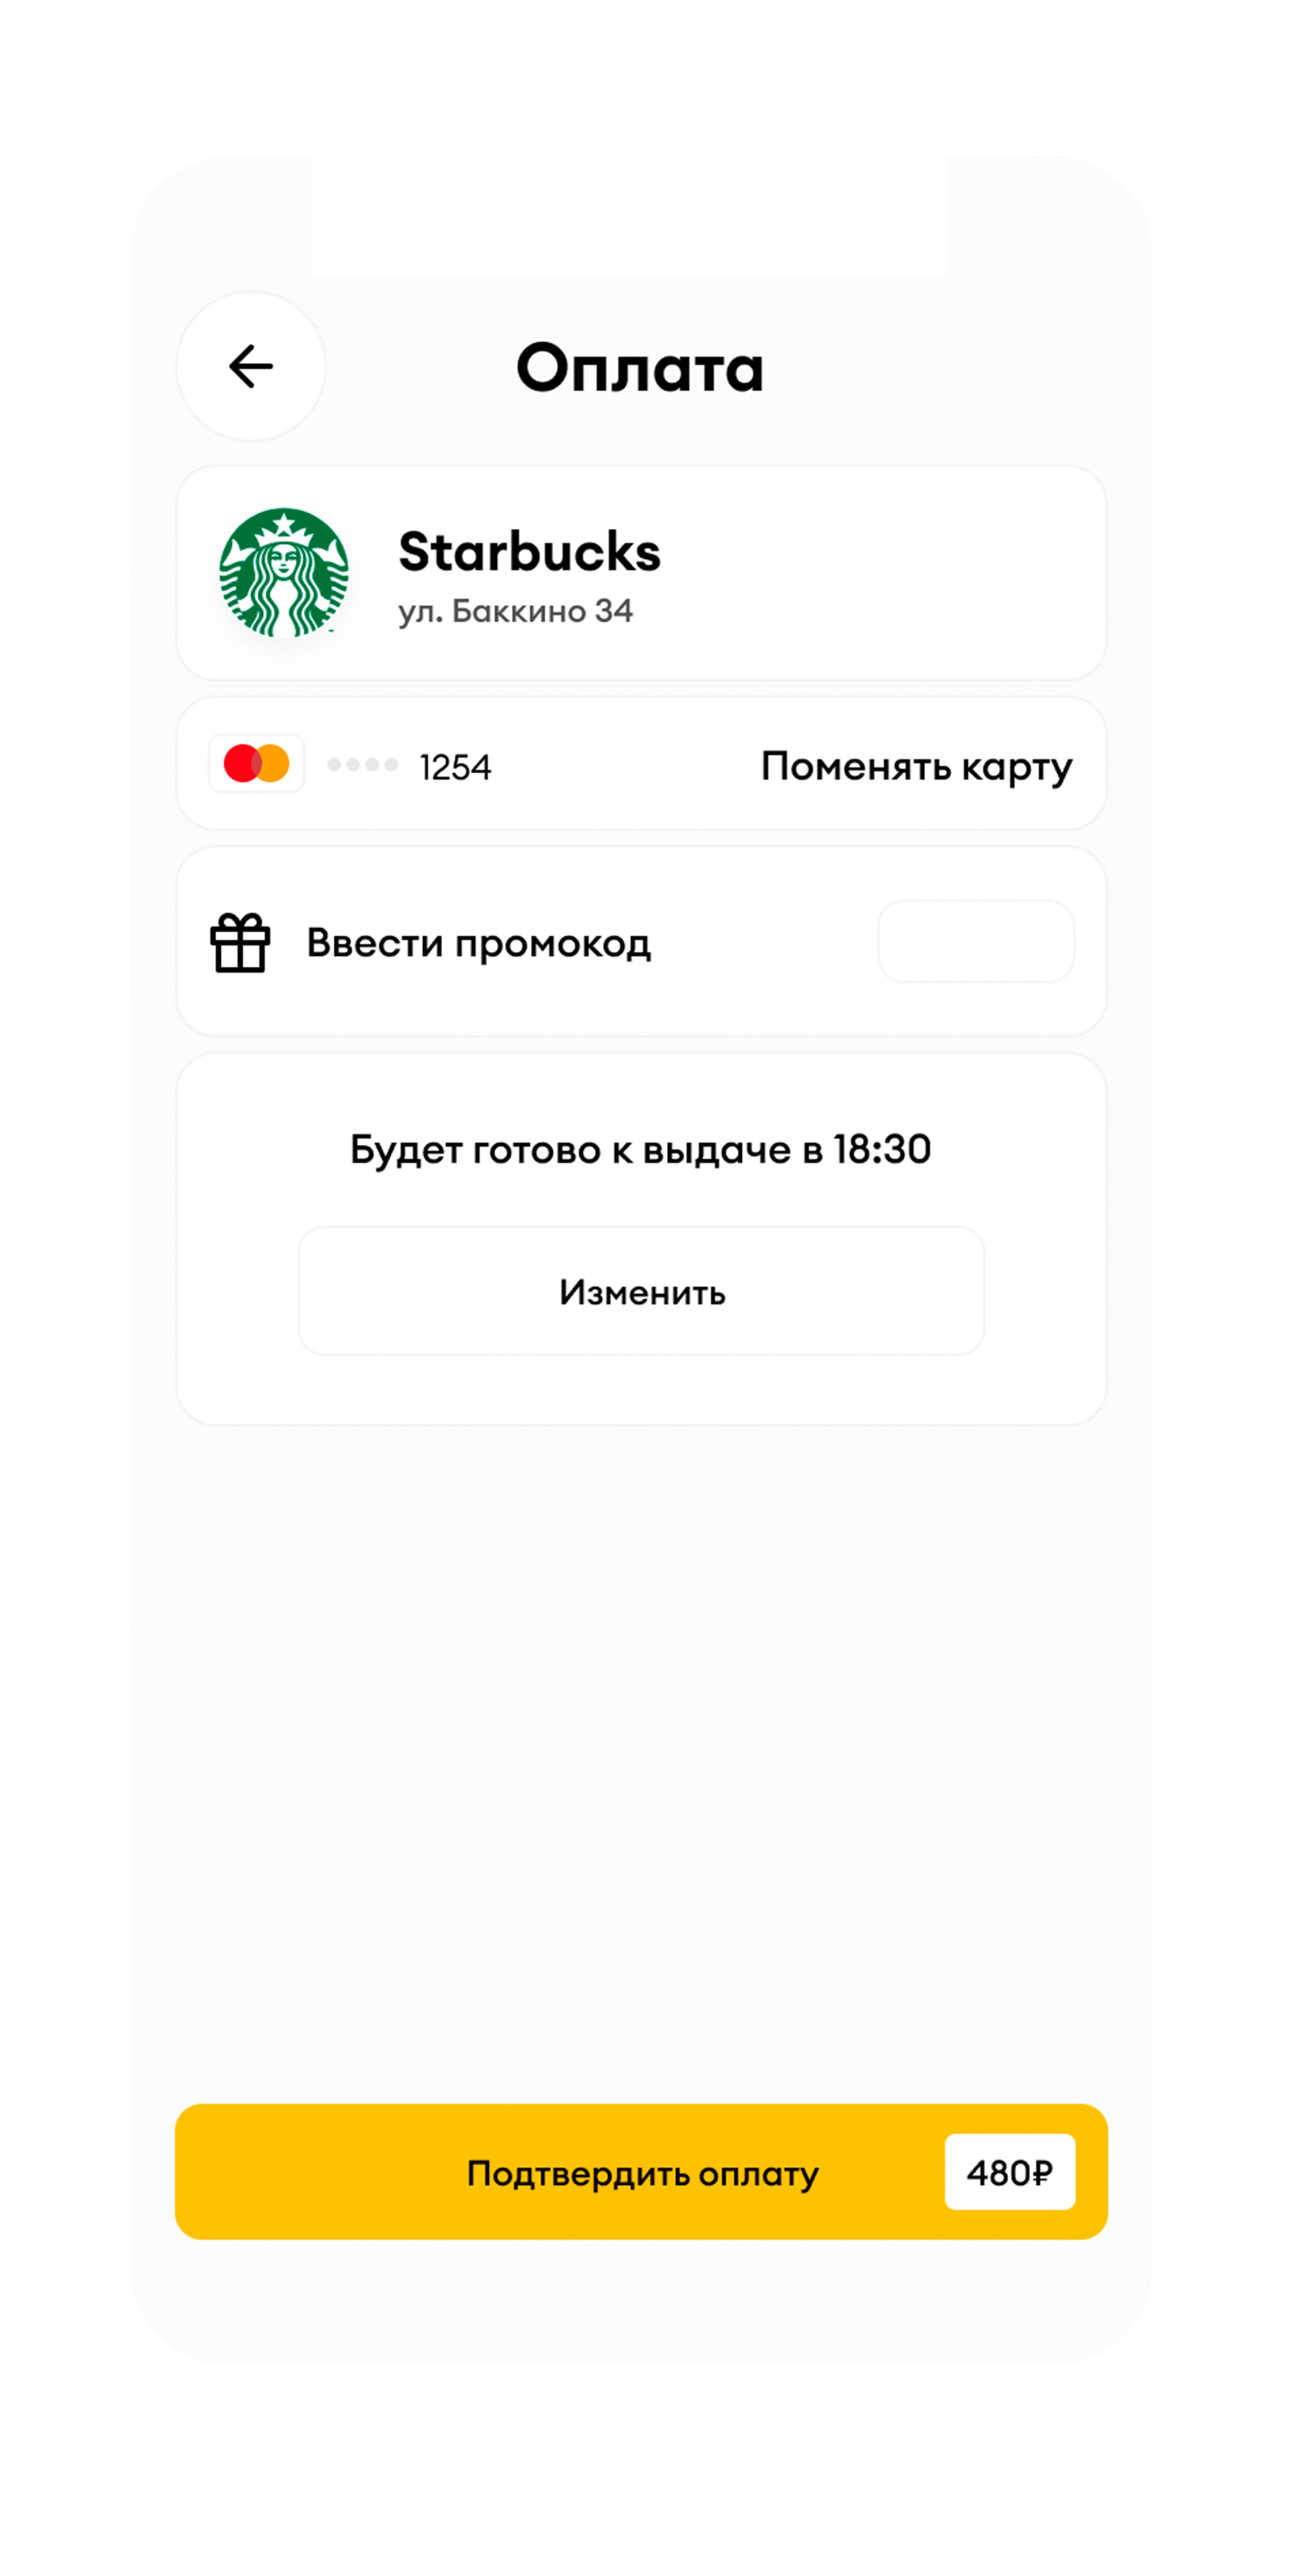 Оплата
Starbucks
ул. Баккино 34
1254
Поменять карту
Ввести промокод
Будет готово к выдаче в 18:30
Изменить
Подтвердить оплату
480₽